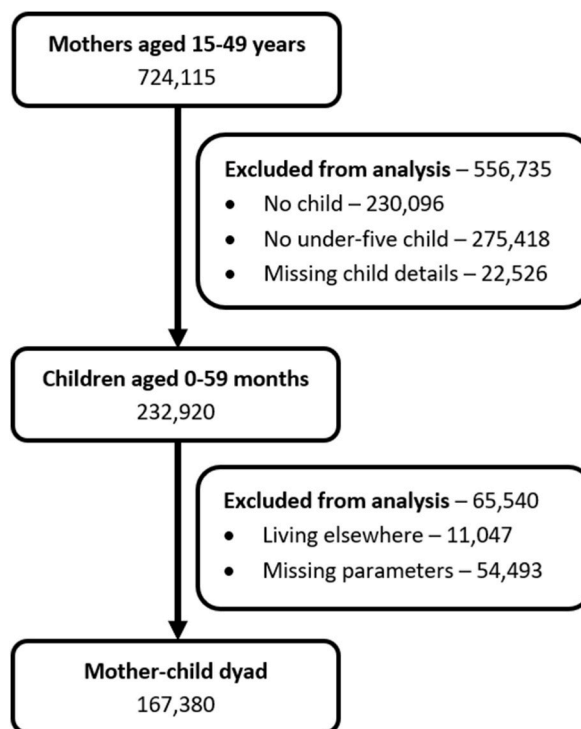 Mothers aged 15-49 years
724,115
Excluded from analysis – 556,735
• No child – 230,096
• No under-five child – 275,418
• Missing child details – 22,526
Children aged 0-59 months
232,920
Excluded from analysis – 65,540
• Living elsewhere – 11,047
• Missing parameters – 54,493
Mother-child dyad
167,380